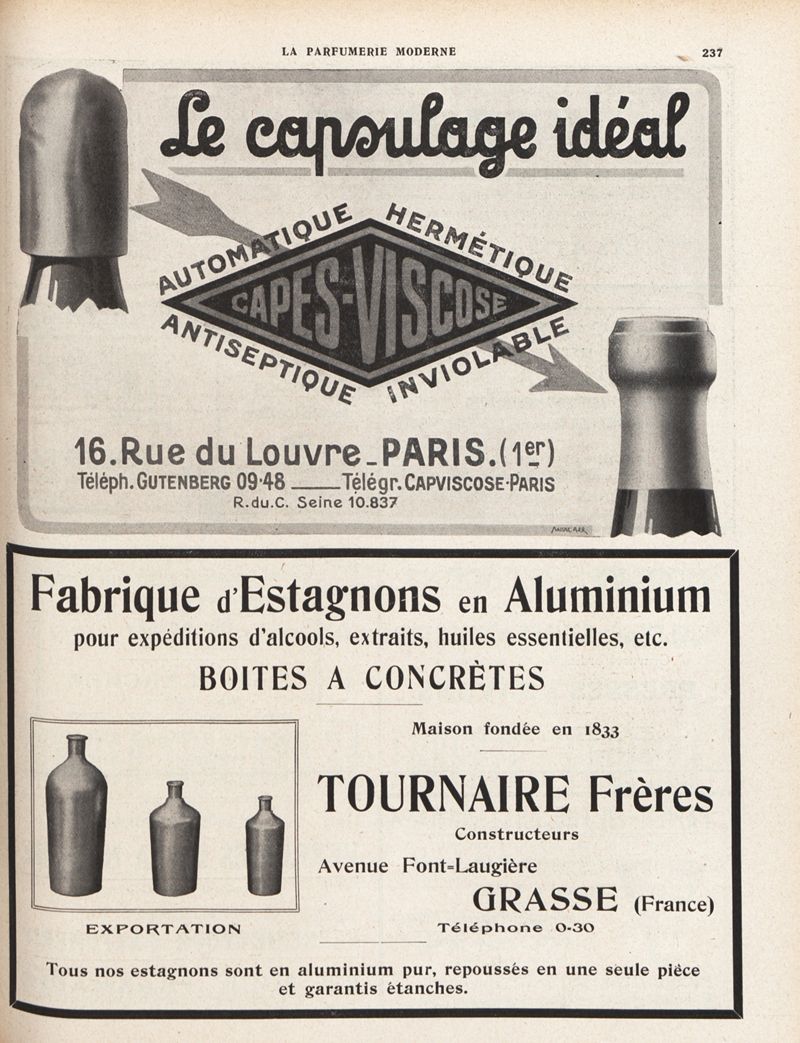 LA PARFUMERIE MODERNE 237
Le capsulage idéal
AUTOMATIQUE HERMÉTIQUE
CAPES-VISCOSE
ANTISEPTIQUE INVIOLABLE
16. Rue du Louvre_PARIS. (1er)
Téléph. GUTENBERG 09·48 ___ Télégr. CAPVISCOSE-PARIS
R. du. C. Seine 10.837
Fabrique d'Estagnons en Aluminium
pour expéditions d'alcools, extraits, huiles essentielles, etc.
BOITES A CONCRÈTES
Maison fondée en 1833
TOURNAIRE Frères
Constructeurs
Avenue Font-Laugière
GRASSE (France)
Téléphone 0-30
EXPORTATION
Tous nos estagnons sont en aluminium pur, repoussés en une seule pièce
et garantis étanches.